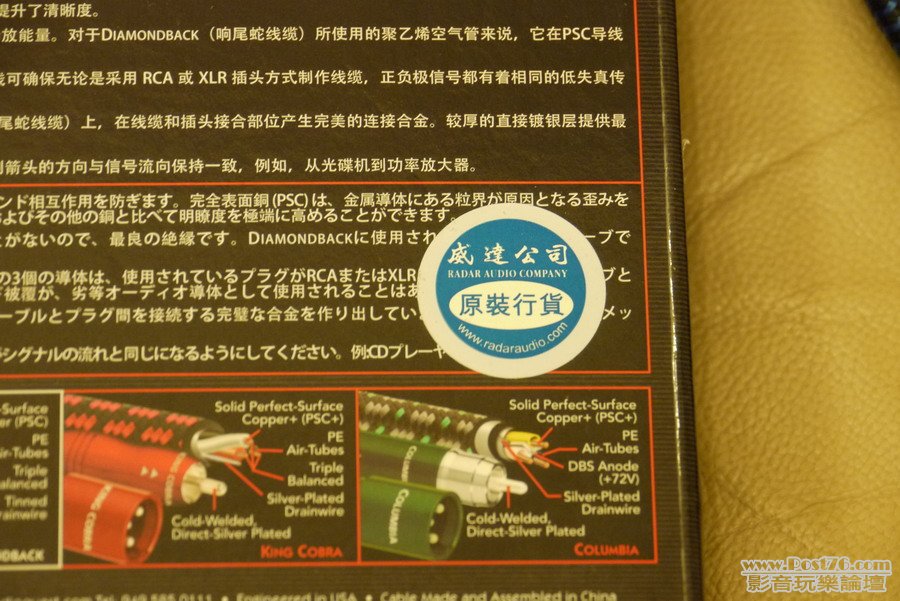 提升了清晰度。
放能量。对于DIAMONDBACK（响尾蛇线缆）所使用的聚乙烯空气管来说，它在PSC导线
可确保无论是采用 RCA 或 XLR 插头方式制作线缆，正负极信号都有着相同的低失真传
尾蛇线缆）上，在线缆和插头接合部位产生完美的连接合金。较厚的直接镀银层提供最
箭头的方向与信号流向保持一致，例如，从光碟机到功率放大器。
ンド相互作用を防ぎます。完全表面銅 (PSC) は、金属導体にある粒界が原因となる歪みを
およびその他の銅と比べて明瞭度を極端に高めることができます。
とがないので、最良の絶縁です。DIAMONDBACKに使用され
ーブで
の3個の導体は、使用されているプラグがRCAまたはXLR
ブと
被覆が、劣等オーディオ導体として使用されることはあ
ーブルとプラグ間を接続する完璧な合金を作り出してい
メッ
シグナルの流れと同じになるようにしてください。例:CDプレーヤ
威達公司
RADAR AUDIO COMPANY
原裝行貨
www.radaraudio.com
Copper (PSC)
PE
Air-Tubes
Triple
Balanced
Tinned
Drainwire
DIAMONDBACK
Solid Perfect-Surface
Copper+ (PSC+)
PE
Air-Tubes
Triple
Balanced
Silver-Plated
Drainwire
Cold-Welded,
Direct-Silver Plated
KING COBRA
KING COBRA
Solid Perfect-Surface
Copper+ (PSC+)
PE
Air-Tubes
DBS Anode
(+72V)
Silver-Plated
Drainwire
Cold-Welded,
Direct-Silver Plated
COLUMBIA
COLUMBIA
COLUMBIA
Tel: 949 585 0111 • Engineered in USA • Cable Made and Assembled in China
www.Post76.com
影音玩樂論壇